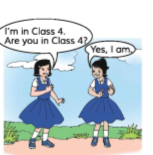 I'm in Class 4.
Are you in Class 4?
Yes, I am.